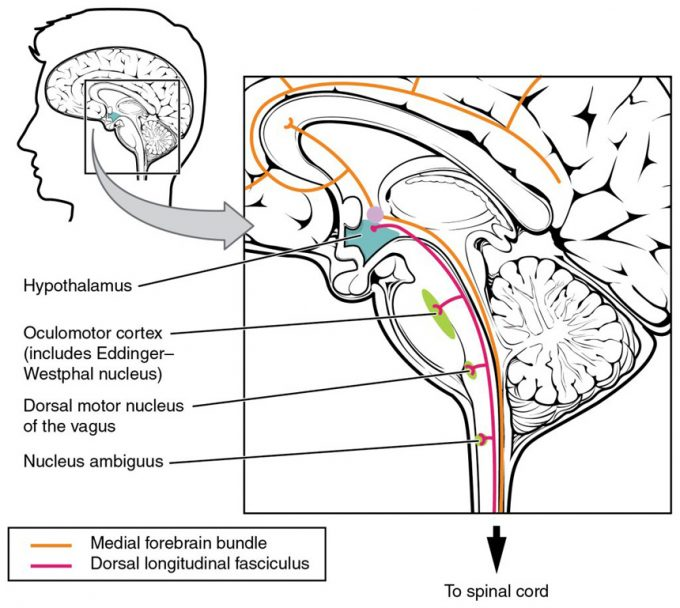 Hypothalamus
Oculomotor cortex
(includes Eddinger–
Westphal nucleus)
Dorsal motor nucleus
of the vagus
Nucleus ambiguus
Medial forebrain bundle
Dorsal longitudinal fasciculus
To spinal cord